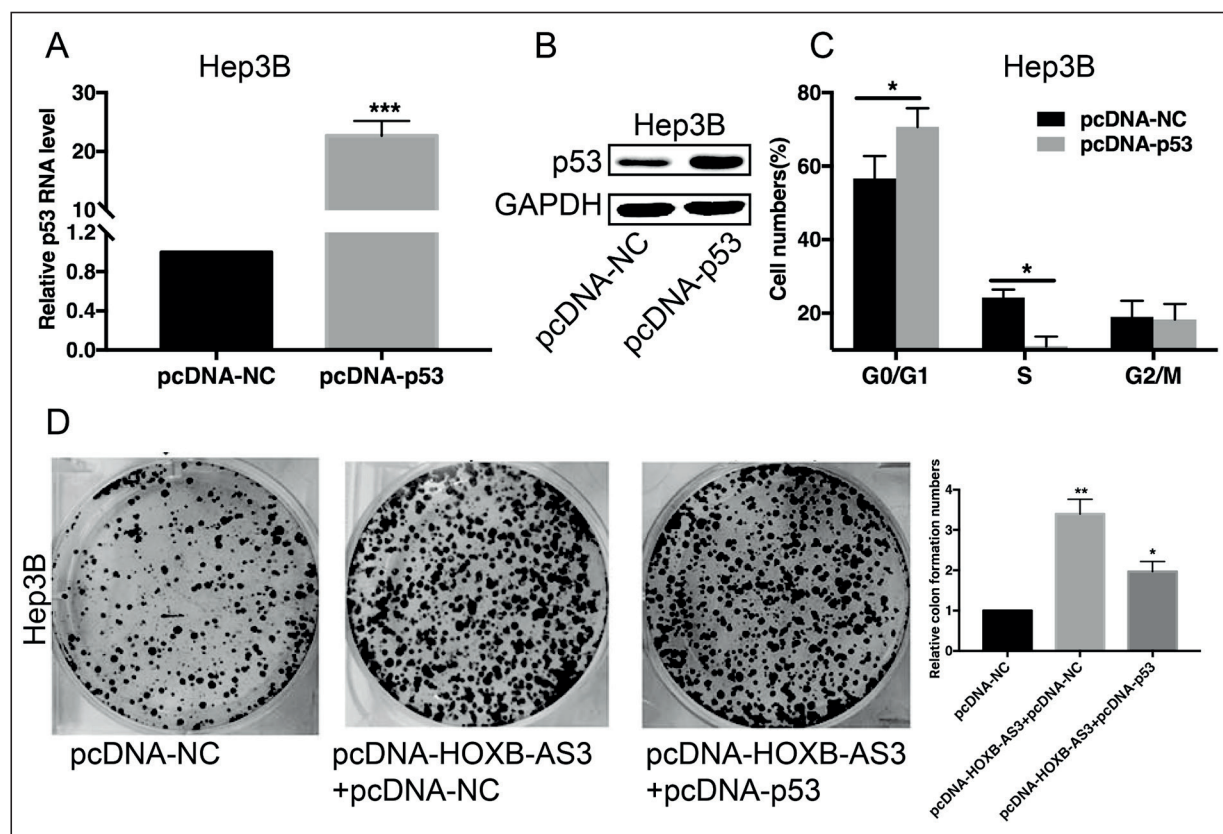 A
Hep3B
Relative p53 RNA level
30
20
10
1.2
0.8
0.4
0.0
***
pcDNA-NC
pcDNA-p53
B
Hep3B
p53
GAPDH
pcDNA-NC
pcDNA-p53
C
Hep3B
Cell numbers(%)
80
60
40
20
*
*
pcDNA-NC
pcDNA-p53
G0/G1
S
G2/M
D
Hep3B
pcDNA-NC
pcDNA-HOXB-AS3
+pcDNA-NC
pcDNA-HOXB-AS3
+pcDNA-p53
Relative colon formation numbers
4
3
2
1
0
**
*
pcDNA-NC
pcDNA-HOXB-AS3+pcDNA-NC
pcDNA-HOXB-AS3+pcDNA-p53